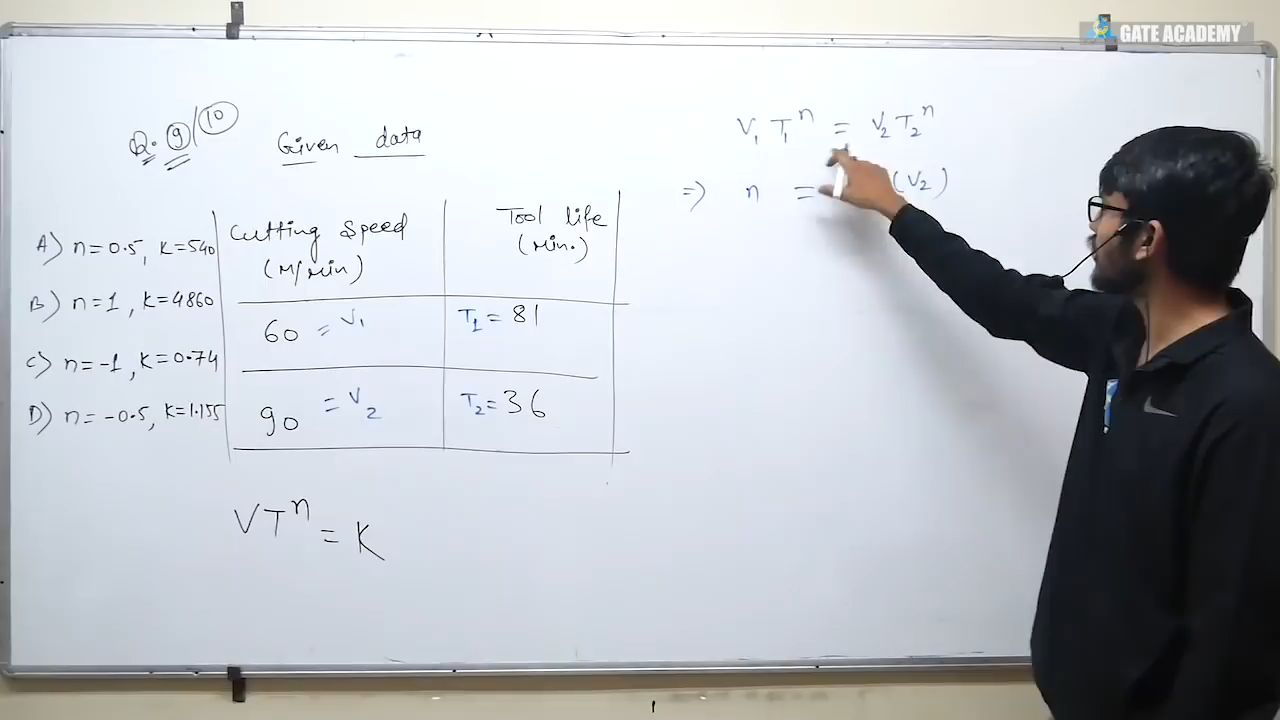 GATE ACADEMY
Q. 9/10
Given data
A) n=0.5, K=540
B) n=1, K=4860
C) n=-1, K=0.74
D) n=-0.5, K=1.155
Cutting Speed
(M/Min)
Tool life
(Min.)
60 = V₁
T₁= 81
90 = V₂
T₂= 36
VTⁿ = K
V₁ T₁ⁿ = V₂ T₂ⁿ
⇒ n = (V₂)